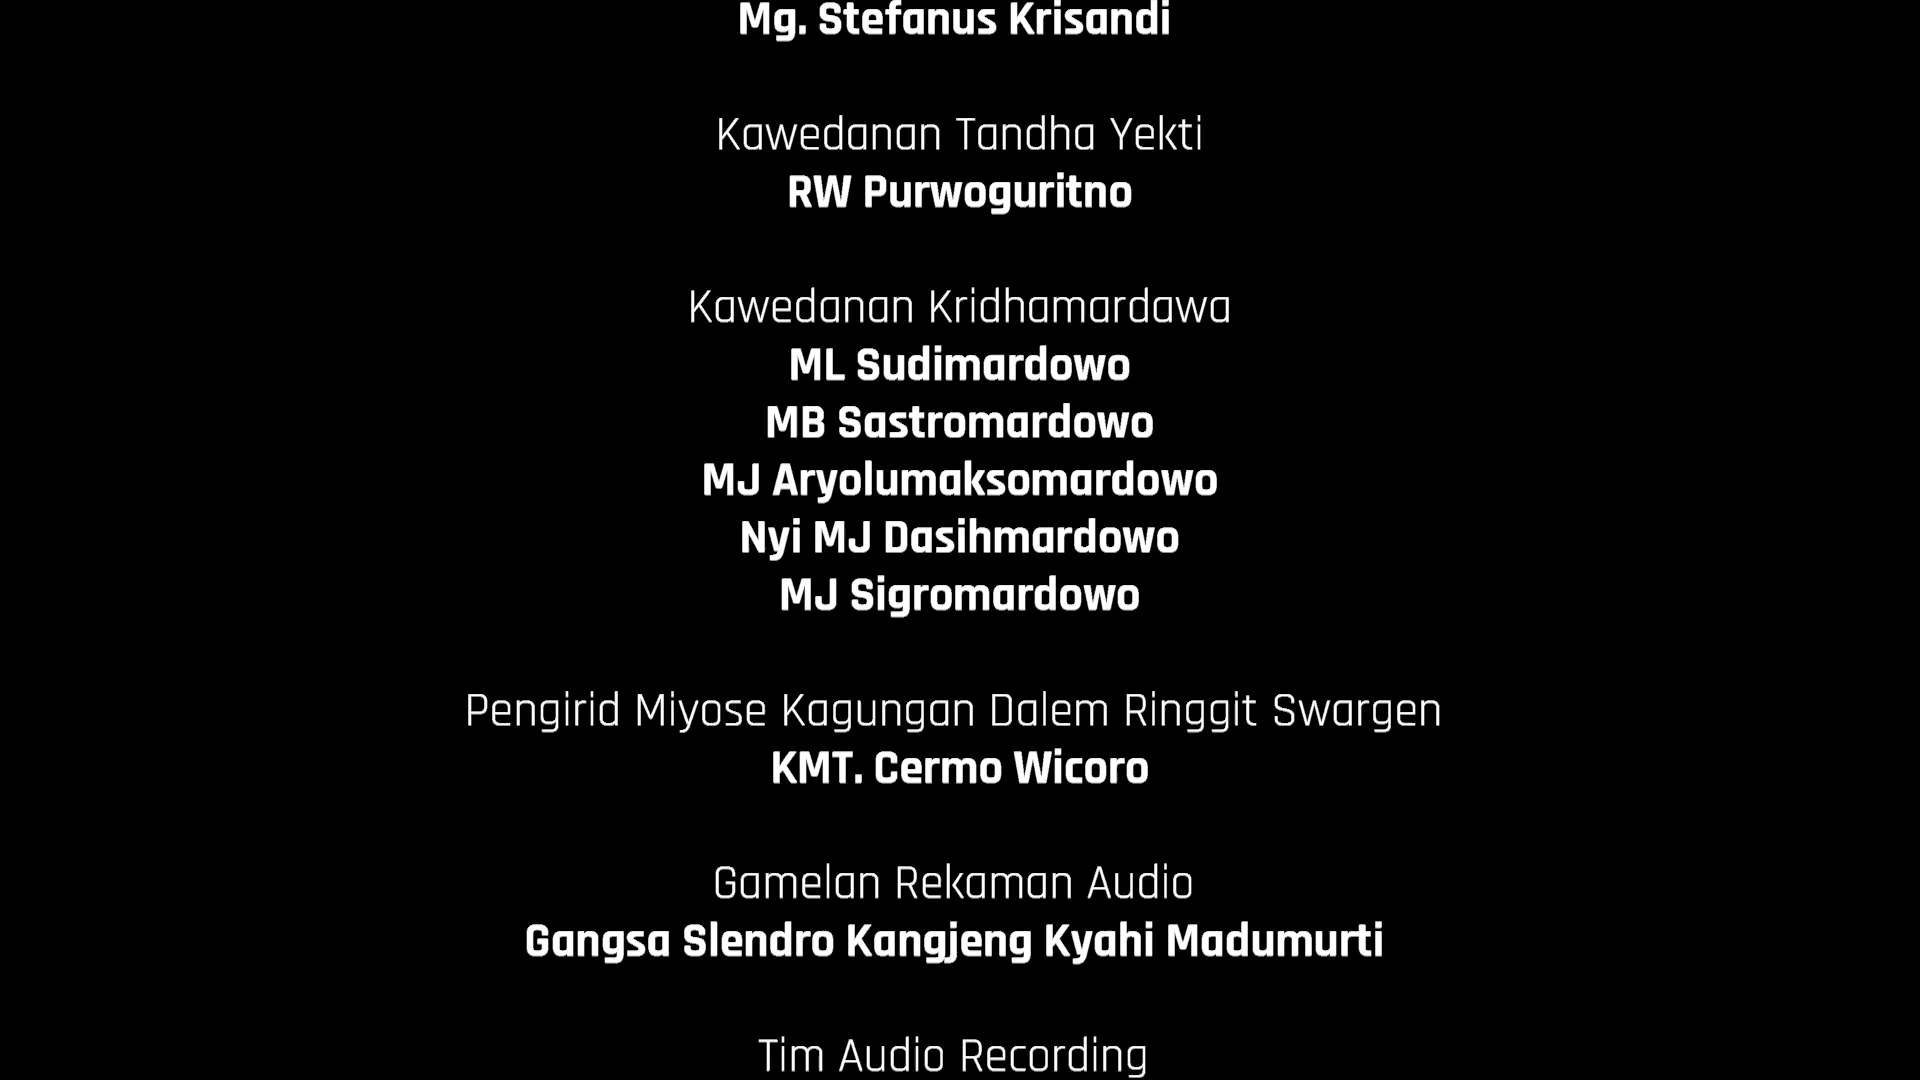 Mg. Stefanus Krisandi
Kawedanan Tandha Yekti
RW Purwoguritno
Kawedanan Kridhamardawa
ML Sudimardowo
MB Sastromardowo
MJ Aryolumaksomardowo
Nyi MJ Dasihmardowo
MJ Sigromardowo
Pengirid Miyose Kagungan Dalem Ringgit Swargen
KMT. Cermo Wicoro
Gamelan Rekaman Audio
Gangsa Slendro Kangjeng Kyahi Madumurti
Tim Audio Recording